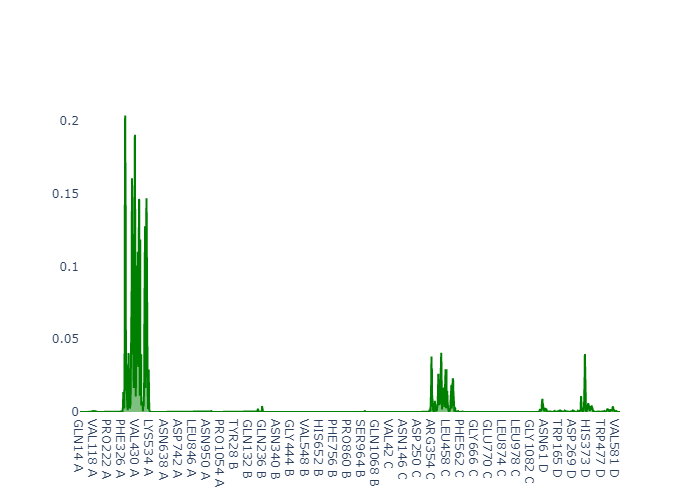 0.2
0.15
0.1
0.05
0
GLN14 A
VAL118 A
PRO222 A
PHE326 A
VAL430 A
LYS534 A
ASN638 A
ASP742 A
LEU846 A
ASN950 A
PRO1054 A
TYR28 B
GLN132 B
GLN236 B
ASN340 B
GLY444 B
VAL548 B
HIS652 B
PHE756 B
PRO860 B
SER964 B
GLN1068 B
VAL42 C
ASN146 C
ASP250 C
ARG354 C
LEU458 C
PHE562 C
GLY666 C
GLU770 C
LEU874 C
LEU978 C
GLY1082 C
ASN61 D
TRP165 D
ASP269 D
HIS373 D
TRP477 D
VAL581 D